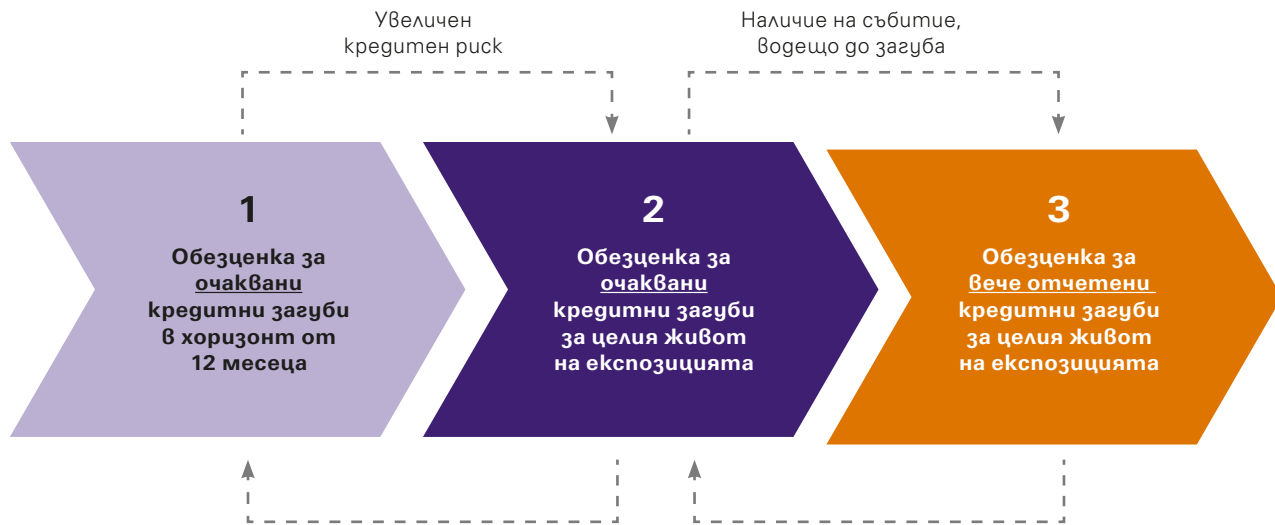 Увеличен
кредитен риск
Наличие на събитие,
водещо до загуба
1
Обезценка за
очаквани
кредитни загуби
в хоризонт от
12 месеца
2
Обезценка за
очаквани
кредитни загуби
за целия живот
на експозицията
3
Обезценка за
вече отчетени
кредитни загуби
за целия живот
на експозицията